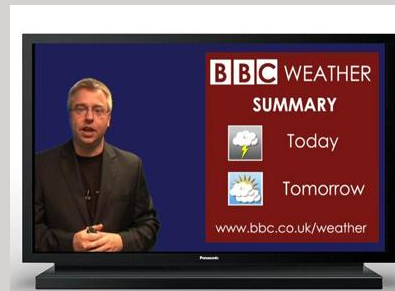 BBC WEATHER
SUMMARY
Today
Tomorrow
www.bbc.co.uk/weather
Panasonic